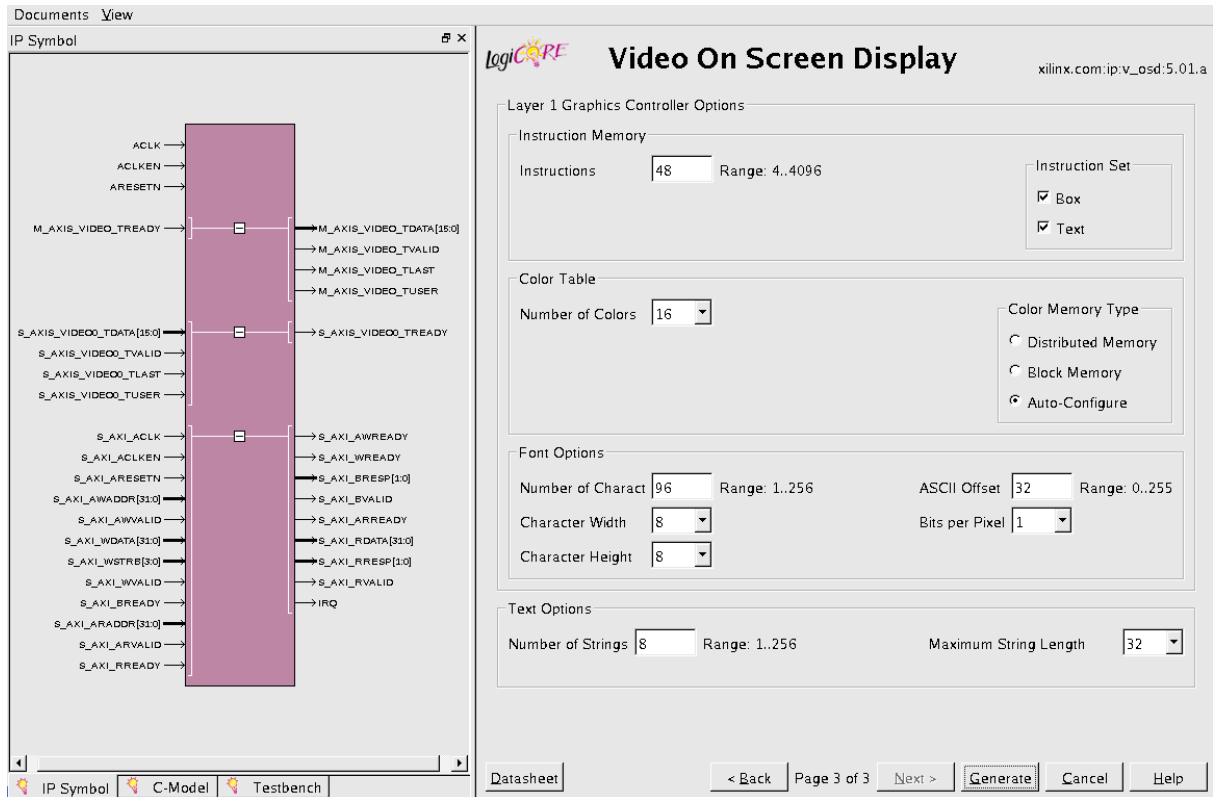 Documents View
IP Symbol
ACLK
ACLKEN
ARESETN
M_AXIS_VIDEO_TREADY
M_AXIS_VIDEO_TDATA[15:0]
M_AXIS_VIDEO_TVALID
M_AXIS_VIDEO_TLAST
M_AXIS_VIDEO_TUSER
S_AXIS_VIDEO0_TDATA[15:0]
S_AXIS_VIDEO0_TREADY
S_AXIS_VIDEO0_TVALID
S_AXIS_VIDEO0_TLAST
S_AXIS_VIDEO0_TUSER
S_AXI_ACLK
S_AXI_AWREADY
S_AXI_ACLKEN
S_AXI_WREADY
S_AXI_ARESETN
S_AXI_BRESP[1:0]
S_AXI_AWADDR[31:0]
S_AXI_BVALID
S_AXI_AWVALID
S_AXI_ARREADY
S_AXI_WDATA[31:0]
S_AXI_RDATA[31:0]
S_AXI_WSTRB[3:0]
S_AXI_RRESP[1:0]
S_AXI_WVALID
S_AXI_RVALID
S_AXI_BREADY
IRQ
S_AXI_ARADDR[31:0]
S_AXI_ARVALID
S_AXI_RREADY
IP Symbol C-Model Testbench
LogiCORE
Video On Screen Display
xilinx.com:ip:v_osd:5.01.a
Layer 1 Graphics Controller Options
Instruction Memory
Instructions 48 Range: 4..4096
Instruction Set
Box
Text
Color Table
Number of Colors 16
Color Memory Type
Distributed Memory
Block Memory
Auto-Configure
Font Options
Number of Charact 96 Range: 1..256 ASCII Offset 32 Range: 0..255
Character Width 8 Bits per Pixel 1
Character Height 8
Text Options
Number of Strings 8 Range: 1..256 Maximum String Length 32
Datasheet < Back Page 3 of 3 Next > Generate Cancel Help